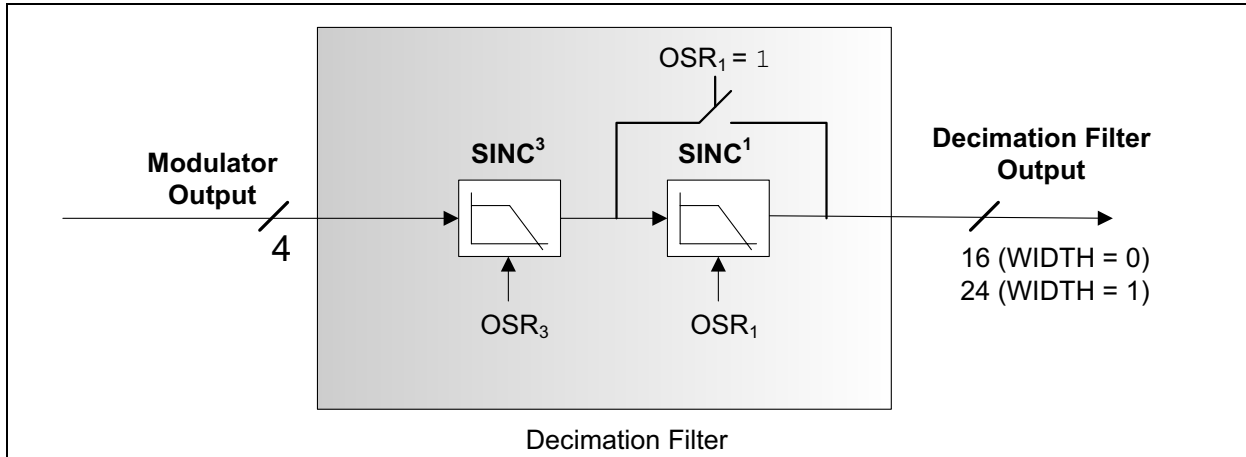 OSR₁ = 1
SINC³
SINC¹
Modulator
Output
4
Decimation Filter
Output
16 (WIDTH = 0)
24 (WIDTH = 1)
OSR₃
OSR₁
Decimation Filter